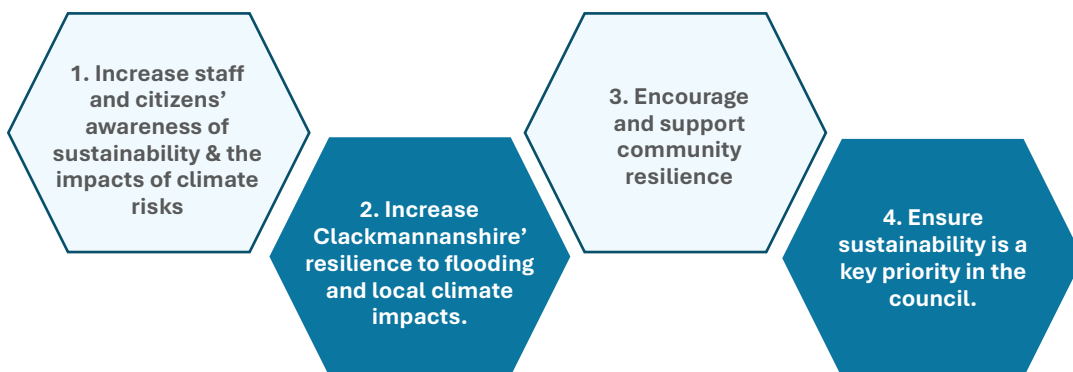 1. Increase staff
and citizens’
awareness of
sustainability & the
impacts of climate
risks
2. Increase
Clackmannanshire’
resilience to flooding
and local climate
impacts.
3. Encourage
and support
community
resilience
4. Ensure
sustainability is a
key priority in the
council.